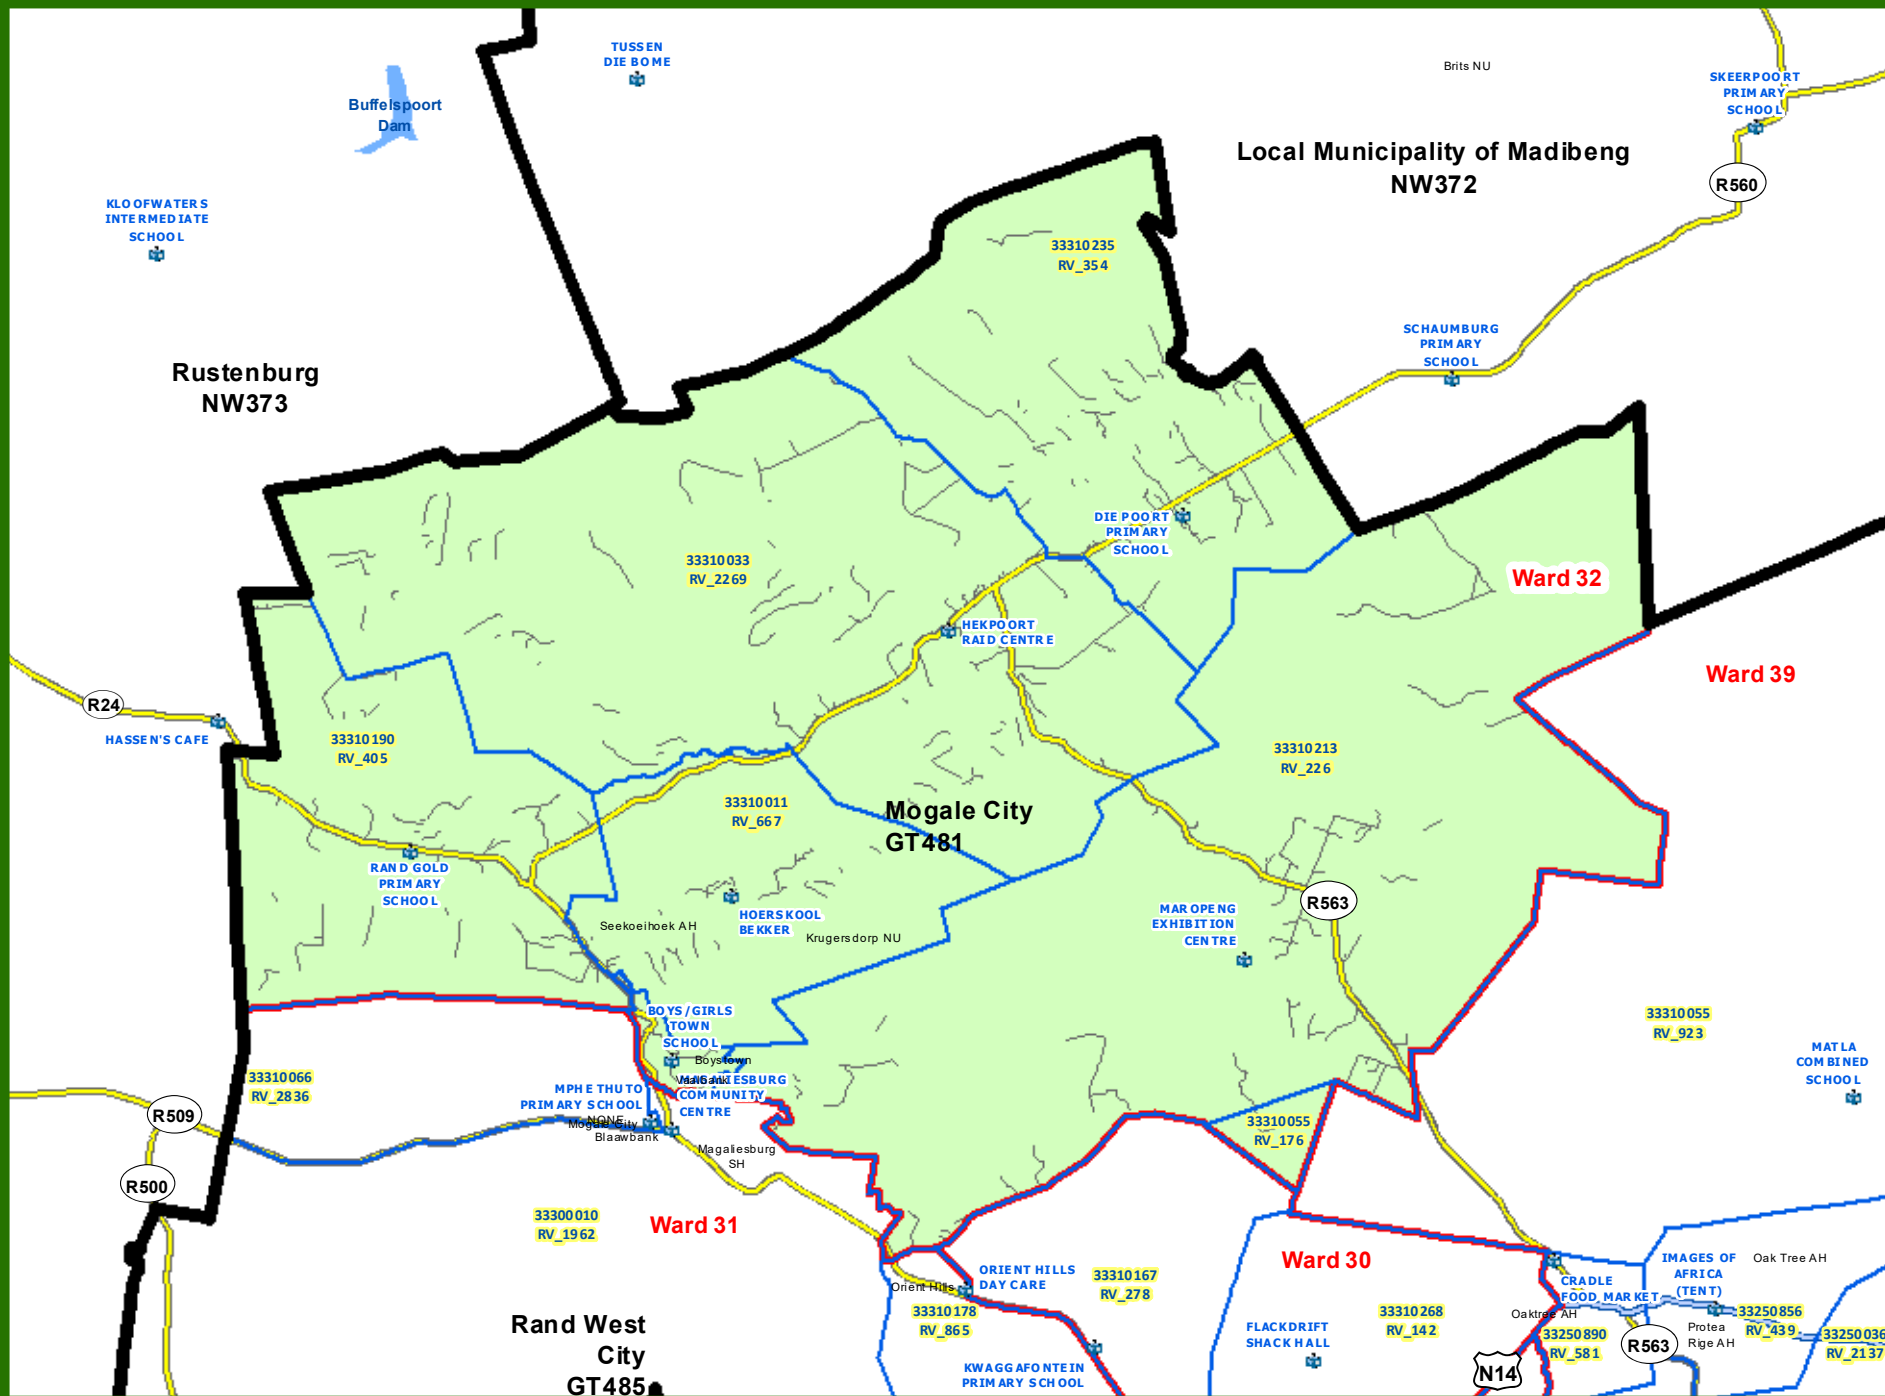 TUSSEN
DIE BOME
Brits NU
SKEERPOORT
PRIMARY
SCHOOL
Buffelspoort
Dam
Local Municipality of Madibeng
NW372
R560
KLOOFWATERS
INTERMEDIATE
SCHOOL
33310235
RV_354
SCHAUMBURG
PRIMARY
SCHOOL
Rustenburg
NW373
DIE POORT
PRIMARY
SCHOOL
33310033
RV_2269
Ward 32
HEKPOORT
RAID CENTRE
Ward 39
R24
HASSEN'S CAFE
33310190
RV_405
33310213
RV_226
33310011
RV_667
Mogale City
GT481
RAND GOLD
PRIMARY
SCHOOL
R563
HOERSKOOL
BEKKER
Seekoeihoek AH
Krugersdorp NU
MAROPENG
EXHIBITION
CENTRE
33310055
RV_923
BOYS/GIRLS
TOWN
SCHOOL
Boystown
MATLA
COMBINED
SCHOOL
33310066
RV_2836
MAGALIESBURG
COMMUNITY
CENTRE
MPHE THUTO
PRIMARY SCHOOL
NONE
Mogale City
Blaawbank
R509
33310055
RV_176
Magaliesburg
SH
R500
33300010
RV_1962
Ward 31
Ward 30
ORIENT HILLS
DAY CARE
Orient Hills
33310167
RV_278
IMAGES OF
AFRICA
(TENT)
Oak Tree AH
CRADLE
FOOD MARKET
Oaktree AH
33310178
RV_865
33310268
RV_142
33250856
RV_439
Protea
Rige AH
33250890
RV_581
33250036
RV_2137
R563
Rand West
City
GT485
FLACKDRIFT
SHACK HALL
KWAGGAFONTEIN
PRIMARY SCHOOL
N14